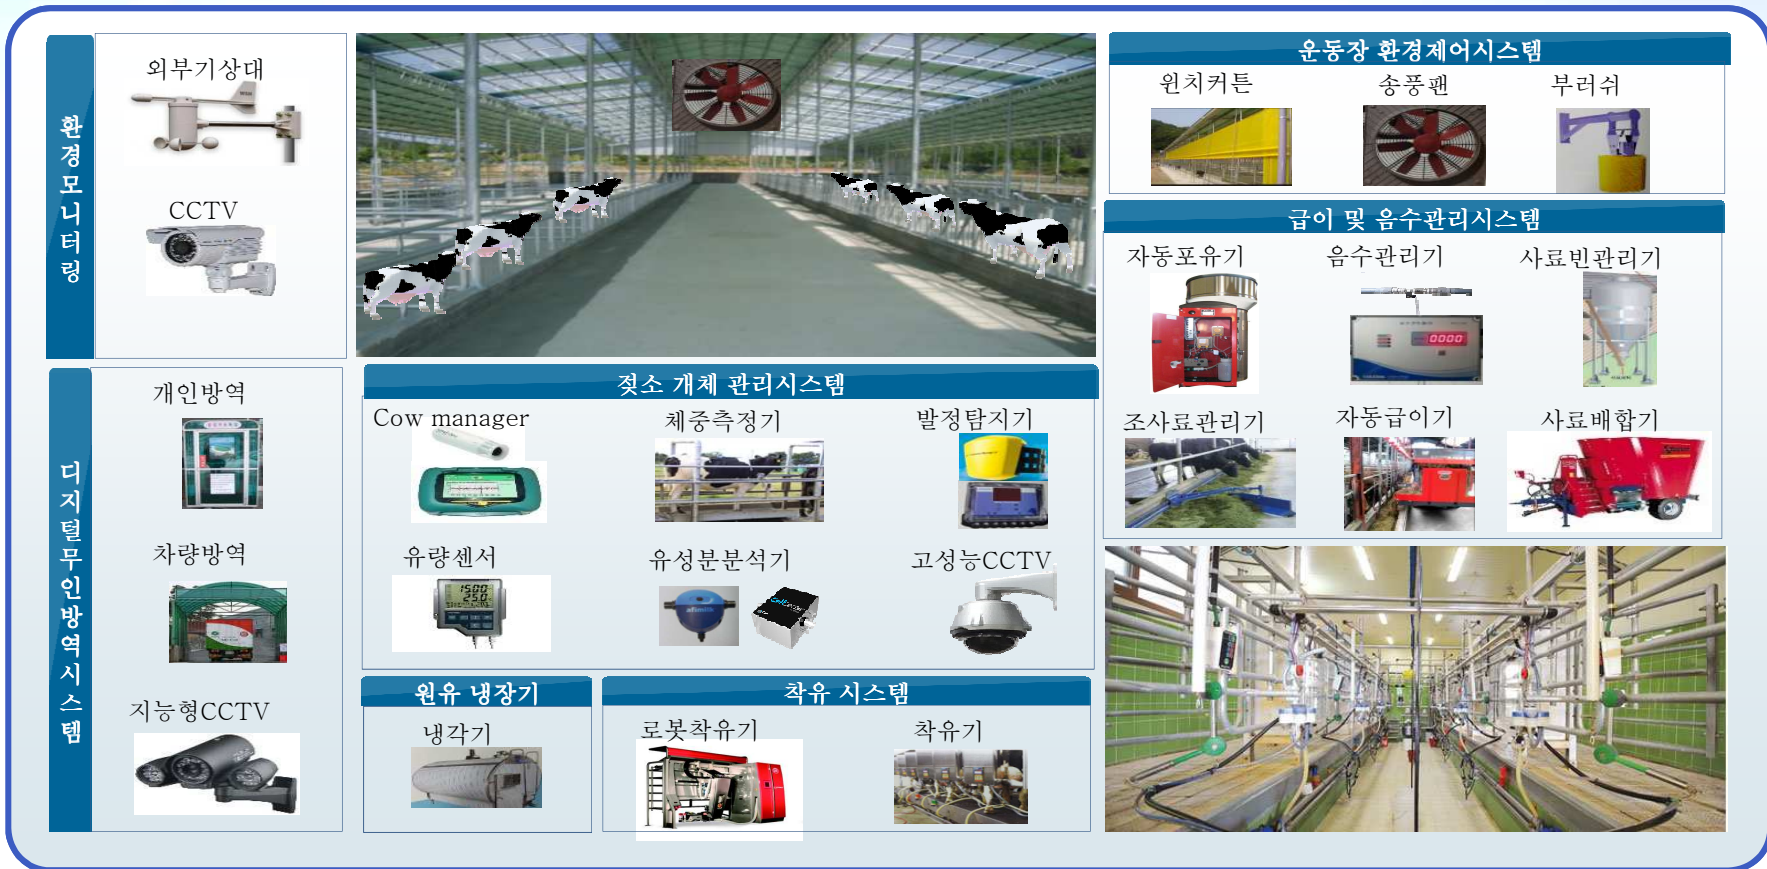 환경모니터링
외부기상대
CCTV
운동장 환경제어시스템
윈치커튼
송풍팬
부러쉬
급이 및 음수관리시스템
자동포유기
음수관리기
사료빈관리기
0000
조사료관리기
자동급이기
사료배합기
디지털무인방역시스템
개인방역
차량방역
지능형CCTV
젖소 개체 관리시스템
Cow manager
체중측정기
발정탐지기
유량센서
유성분분석기
고성능CCTV
1500
25.0
afimilk
원유 냉장기
냉각기
착유 시스템
로봇착유기
착유기